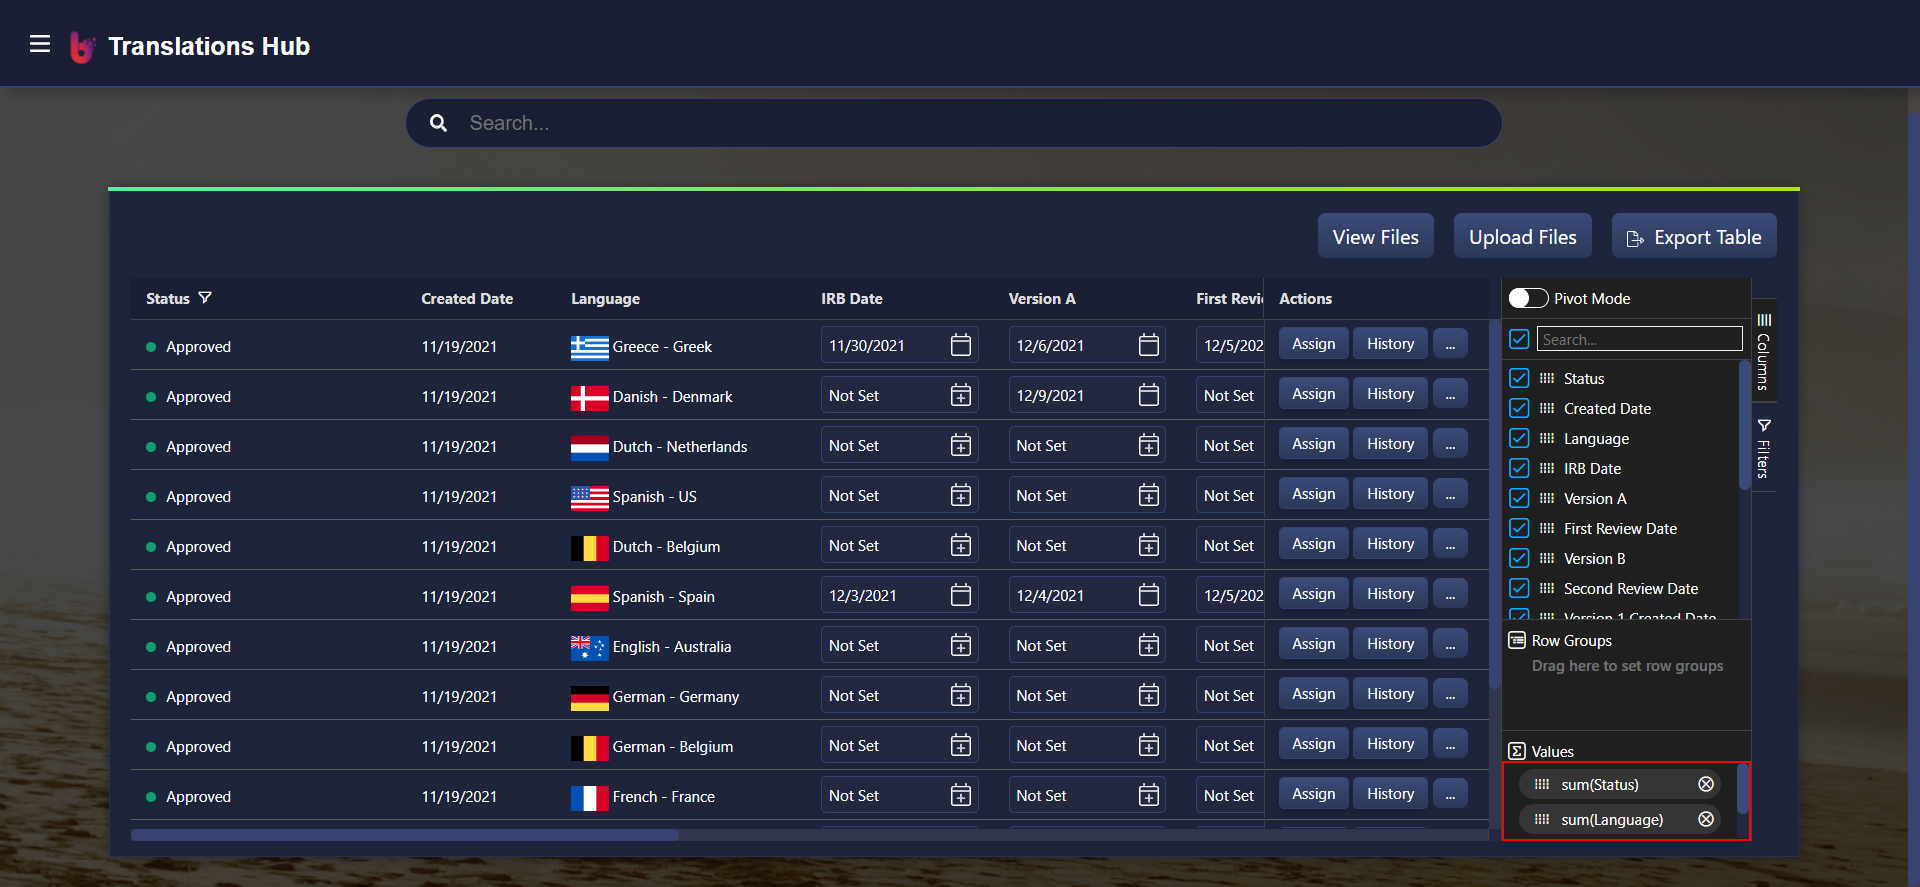 Translations Hub
Search...
View Files
Upload Files
Export Table
Status
Created Date
Language
IRB Date
Version A
First Revi
Actions
Approved 11/19/2021 Greece - Greek 11/30/2021 12/6/2021 12/5/202 Assign History ...
Approved 11/19/2021 Danish - Denmark Not Set 12/9/2021 Not Set Assign History ...
Approved 11/19/2021 Dutch - Netherlands Not Set Not Set Not Set Assign History ...
Approved 11/19/2021 Spanish - US Not Set Not Set Not Set Assign History ...
Approved 11/19/2021 Dutch - Belgium Not Set Not Set Not Set Assign History ...
Approved 11/19/2021 Spanish - Spain 12/3/2021 12/4/2021 12/5/202 Assign History ...
Approved 11/19/2021 English - Australia Not Set Not Set Not Set Assign History ...
Approved 11/19/2021 German - Germany Not Set Not Set Not Set Assign History ...
Approved 11/19/2021 German - Belgium Not Set Not Set Not Set Assign History ...
Approved 11/19/2021 French - France Not Set Not Set Not Set Assign History ...
Pivot Mode
Search...
Status
Created Date
Language
IRB Date
Version A
First Review Date
Version B
Second Review Date
Version 1 Created Date
Row Groups
Drag here to set row groups
Values
sum(Status)
sum(Language)
Columns
Filters